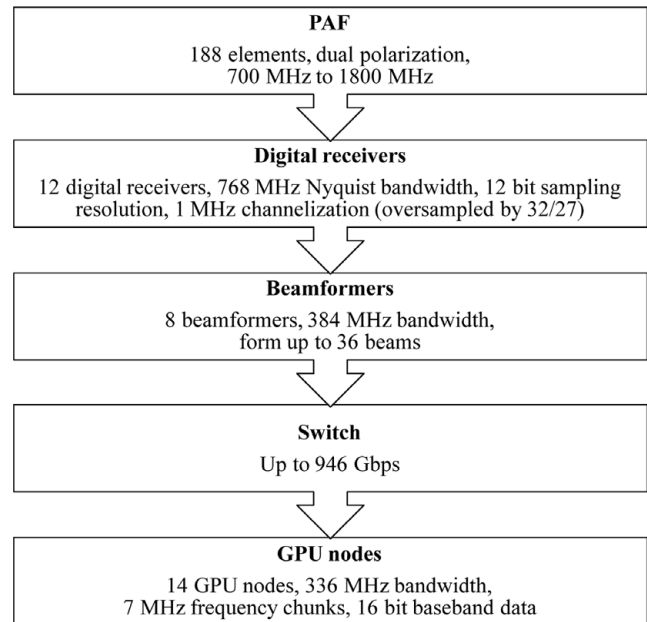 PAF
188 elements, dual polarization,
700 MHz to 1800 MHz
Digital receivers
12 digital receivers, 768 MHz Nyquist bandwidth, 12 bit sampling
resolution, 1 MHz channelization (oversampled by 32/27)
Beamformers
8 beamformers, 384 MHz bandwidth,
form up to 36 beams
Switch
Up to 946 Gbps
GPU nodes
14 GPU nodes, 336 MHz bandwidth,
7 MHz frequency chunks, 16 bit baseband data